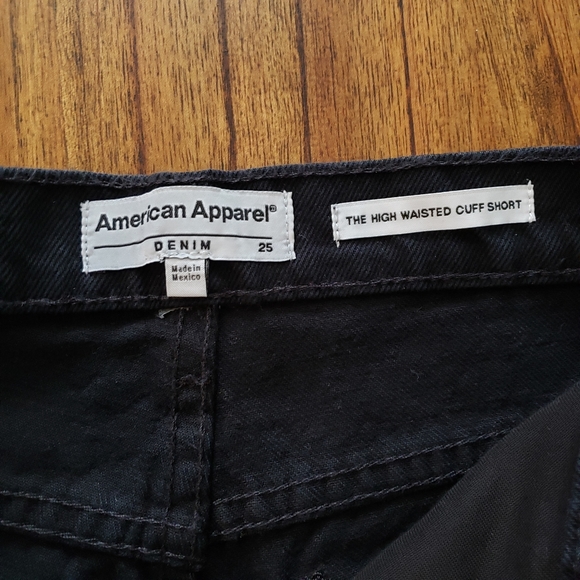 American Apparel®
DENIM 25
Made in
Mexico
THE HIGH WAISTED CUFF SHORT